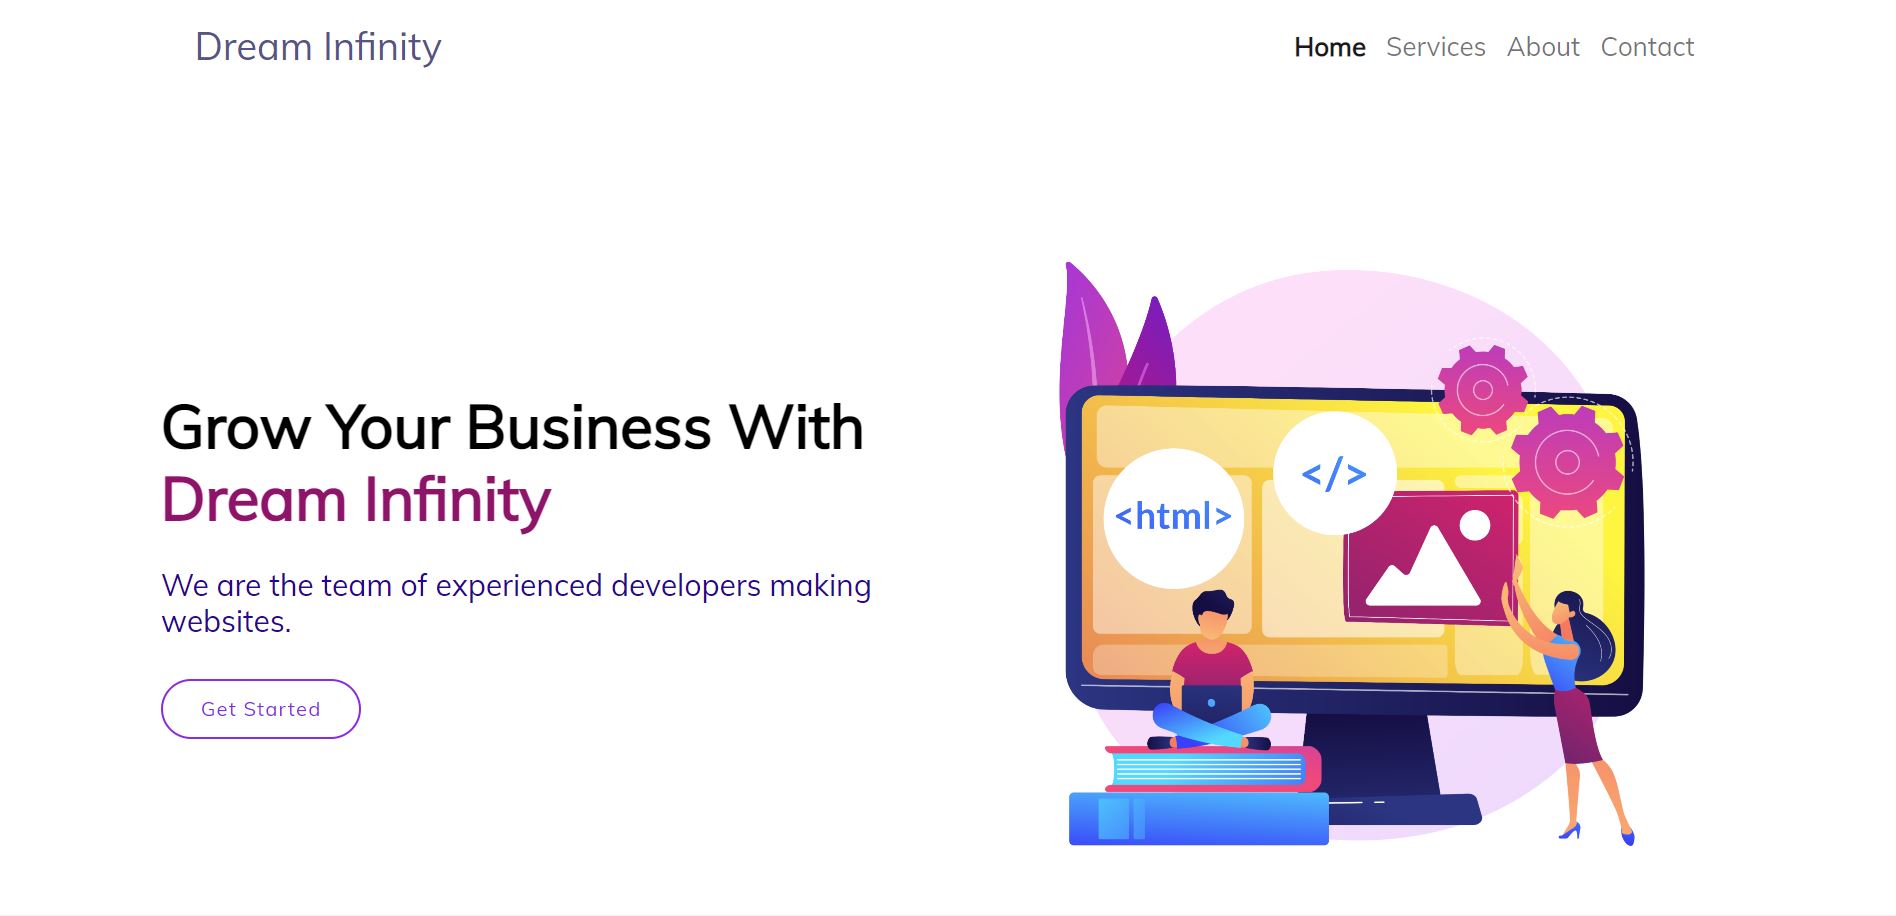 Dream Infinity
Home Services About Contact
Grow Your Business With
Dream Infinity
We are the team of experienced developers making
websites.
Get Started
<html>
</>